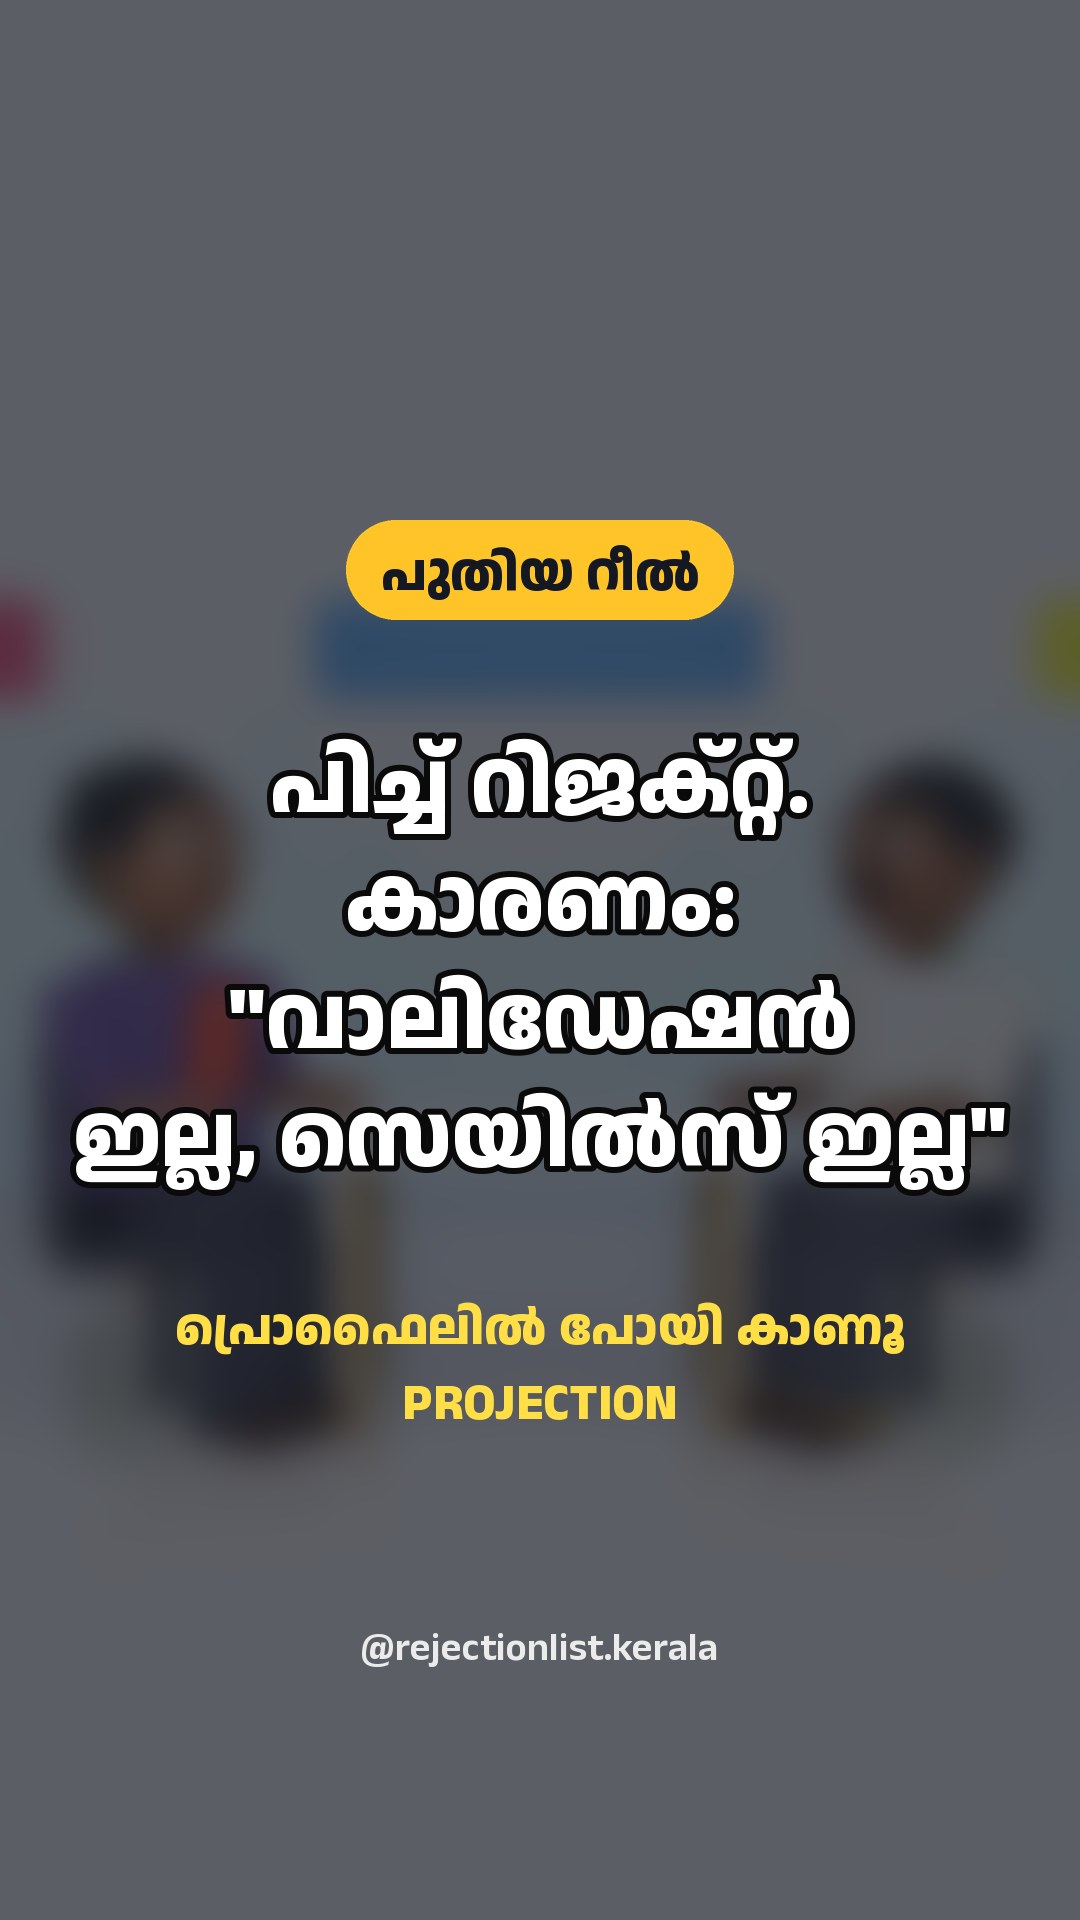 പുതിയ റീൽ
പിച്ച് റിജക്റ്റ്.
കാരണം:
"വാലിഡേഷൻ
ഇല്ല, സെയിൽസ് ഇല്ല"
പ്രൊഫൈലിൽ പോയി കാണൂ
PROJECTION
@rejectionlist.kerala